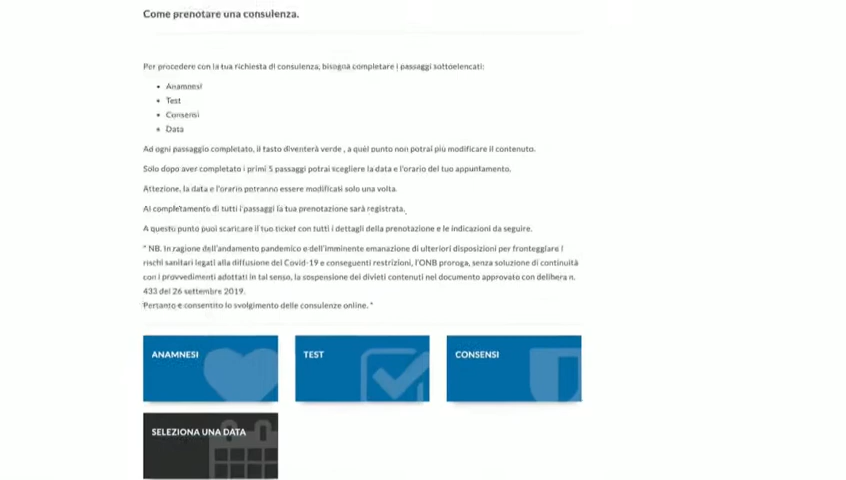 Come prenotare una consulenza.
Per procedere con la tua richiesta di consulenza, bisogna completare i passaggi sottoelencati:
• Anamnesi
• Test
• Consensi
• Data
Ad ogni passaggio completato, il tasto diventerà verde , a quel punto non potrai più modificare il contenuto.
Solo dopo aver completato i primi 5 passaggi potrai scegliere la data e l'orario del tuo appuntamento.
Attezione, la data e l'orario potranno essere modificati solo una volta.
Al completamento di tutti i passaggi la tua prenotazione sarà registrata.
A questo punto puoi scaricare il tuo ticket con tutti i dettagli della prenotazione e le indicazioni da seguire.
" NB. In ragione dell'andamento pandemico e dell'imminente emanazione di ulteriori disposizioni per fronteggiare i
rischi sanitari legati alla diffusione del Covid-19 e conseguenti restrizioni, l'ONB proroga, senza soluzione di continuità
con i provvedimenti adottati in tal senso, la sospensione dei divieti contenuti nel documento approvato con delibera n.
433 del 26 settembre 2019.
Pertanto e consentito lo svolgimento delle consulenze online. "
ANAMNESI
TEST
CONSENSI
SELEZIONA UNA DATA